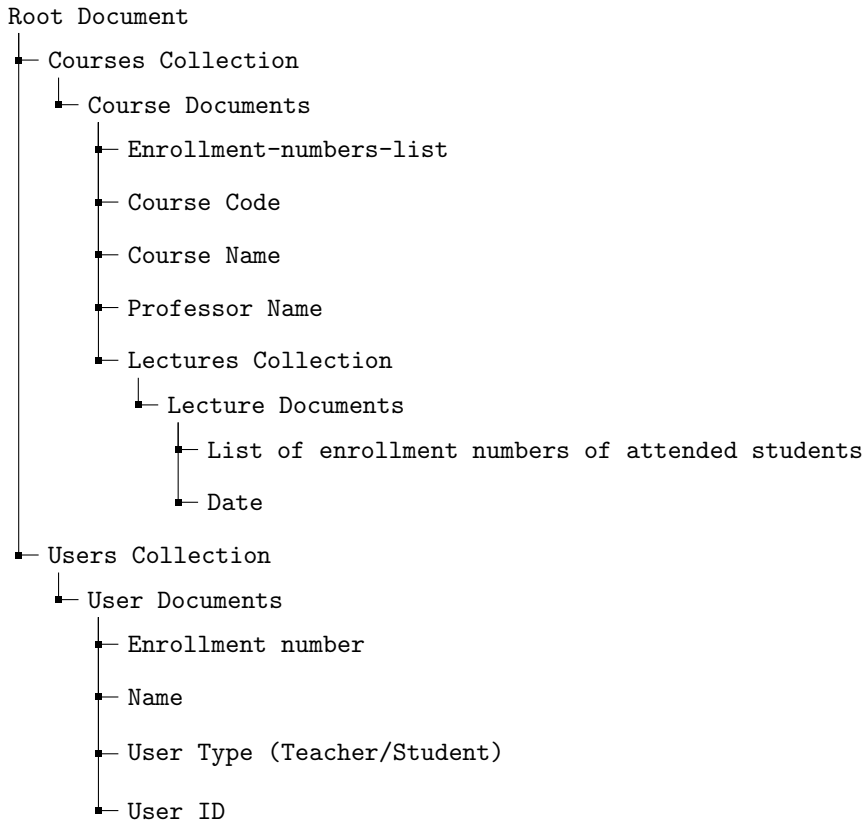 Root Document
Courses Collection
Course Documents
Enrollment-numbers-list
Course Code
Course Name
Professor Name
Lectures Collection
Lecture Documents
List of enrollment numbers of attended students
Date
Users Collection
User Documents
Enrollment number
Name
User Type (Teacher/Student)
User ID